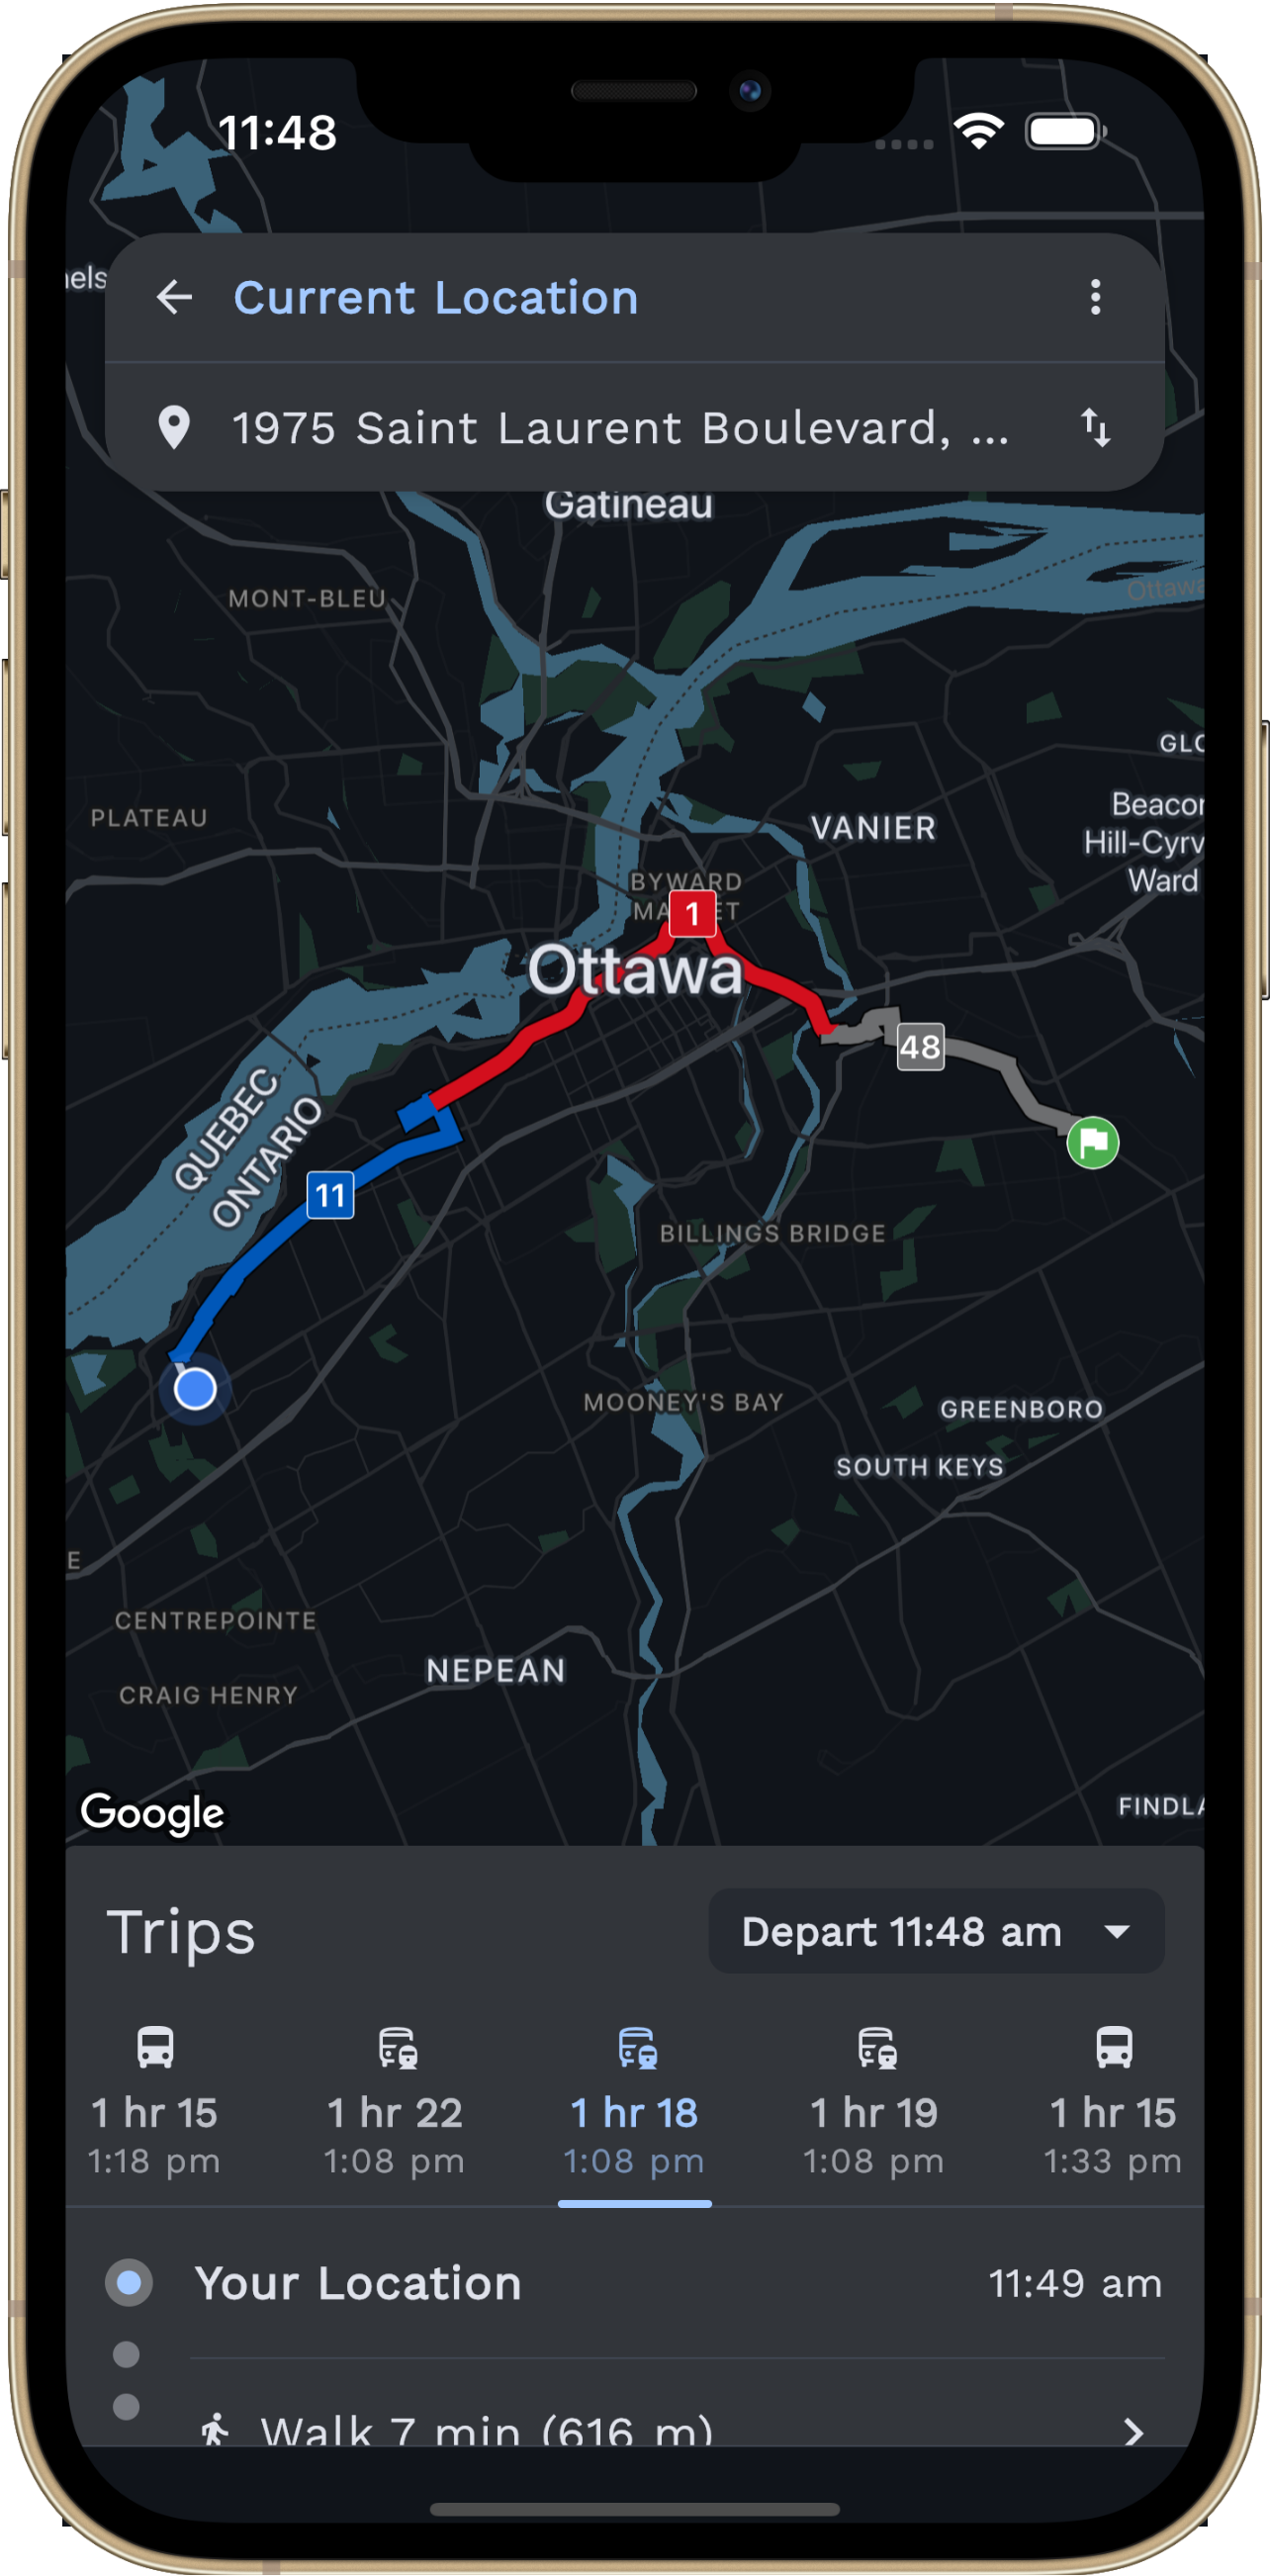 11:48
nels
Current Location
1975 Saint Laurent Boulevard, ...
Gatineau
MONT-BLEU
Ottawa
GLO
PLATEAU
VANIER
Beacon
Hill-Cyrv
Ward
BYWARD
MARKET
1
Ottawa
48
QUEBEC
ONTARIO
11
BILLINGS BRIDGE
MOONEY'S BAY
GREENBORO
SOUTH KEYS
E
CENTREPOINTE
NEPEAN
CRAIG HENRY
Google
FINDLA
Trips
Depart 11:48 am
1 hr 15 1 hr 22 1 hr 18 1 hr 19 1 hr 15
1:18 pm 1:08 pm 1:08 pm 1:08 pm 1:33 pm
Your Location 11:49 am
Walk 7 min (616 m)